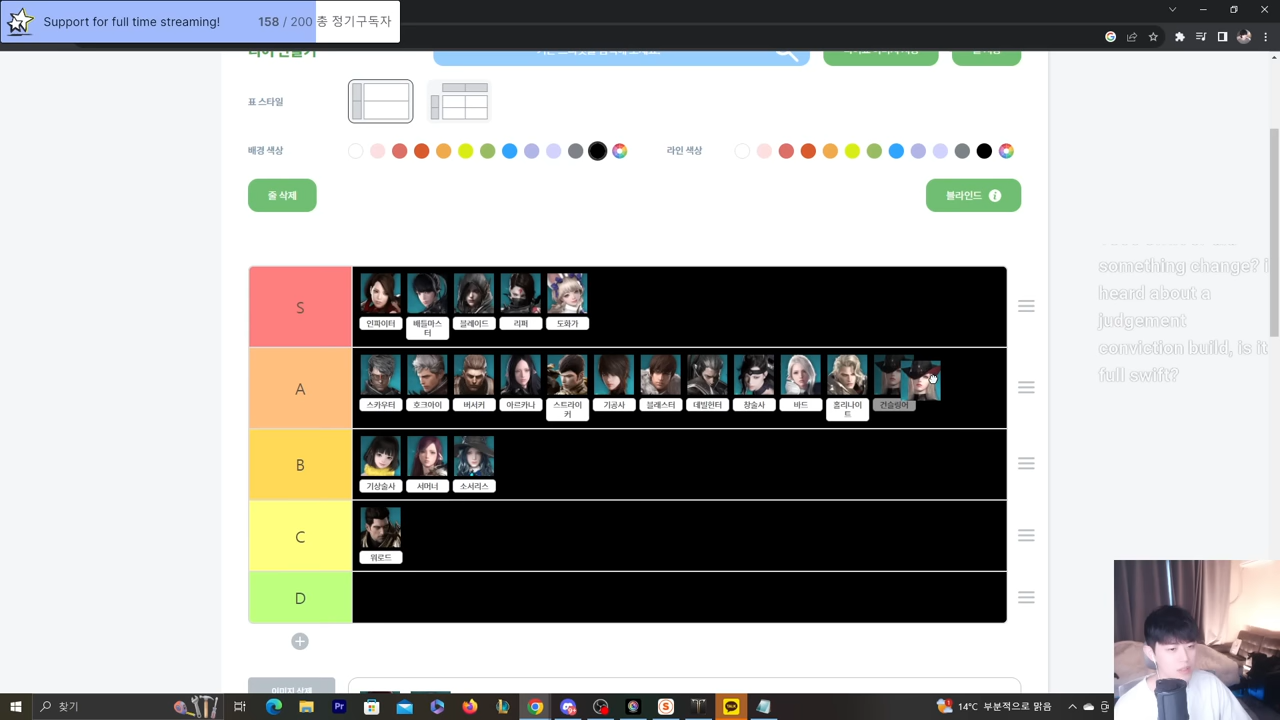 Support for full time streaming!
158 / 200 총 정기구독자
표 스타일
배경 색상
라인 색상
줄 삭제
블라인드
something change? i
heard about a
judgement
conviction build, is it
full swift?
S
인파이터
배틀마스
터
블레이드
리퍼
도화가
A
스카우터
호크아이
버서커
아르카나
스트라이
커
기공사
블래스터
데빌헌터
창술사
바드
홀리나이
트
건슬링어
B
기상술사
서머너
소서리스
C
워로드
D
이미지 삭제
찾기
14°C 부분적으로 맑음